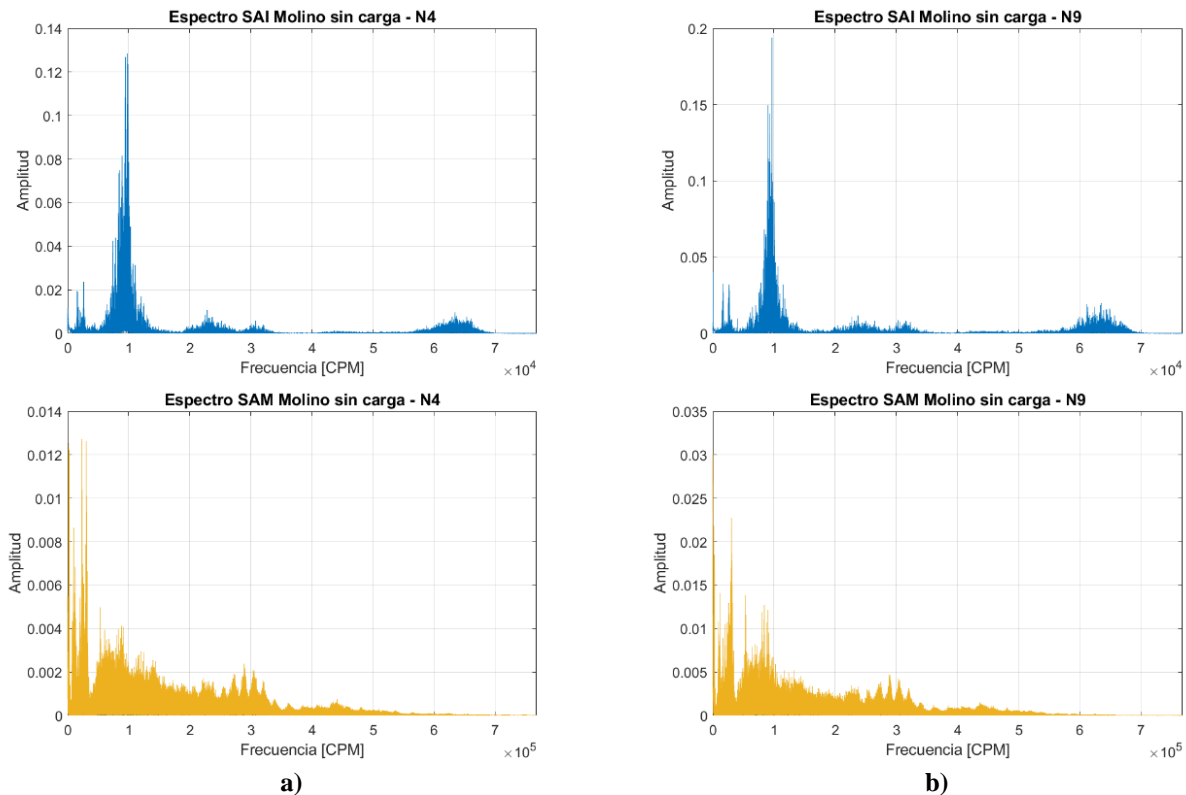 Espectro SAI Molino sin carga - N4
0.14
0.12
0.1
0.08
0.06
0.04
0.02
0
Amplitud
0 1 2 3 4 5 6 7
Frecuencia [CPM]
×10^4
Espectro SAI Molino sin carga - N9
0.2
0.15
0.1
0.05
0
Amplitud
0 1 2 3 4 5 6 7
Frecuencia [CPM]
×10^4
Espectro SAM Molino sin carga - N4
0.014
0.012
0.01
0.008
0.006
0.004
0.002
0
Amplitud
0 1 2 3 4 5 6 7
Frecuencia [CPM]
×10^5
Espectro SAM Molino sin carga - N9
0.035
0.03
0.025
0.02
0.015
0.01
0.005
0
Amplitud
0 1 2 3 4 5 6 7
Frecuencia [CPM]
×10^5
a)
b)